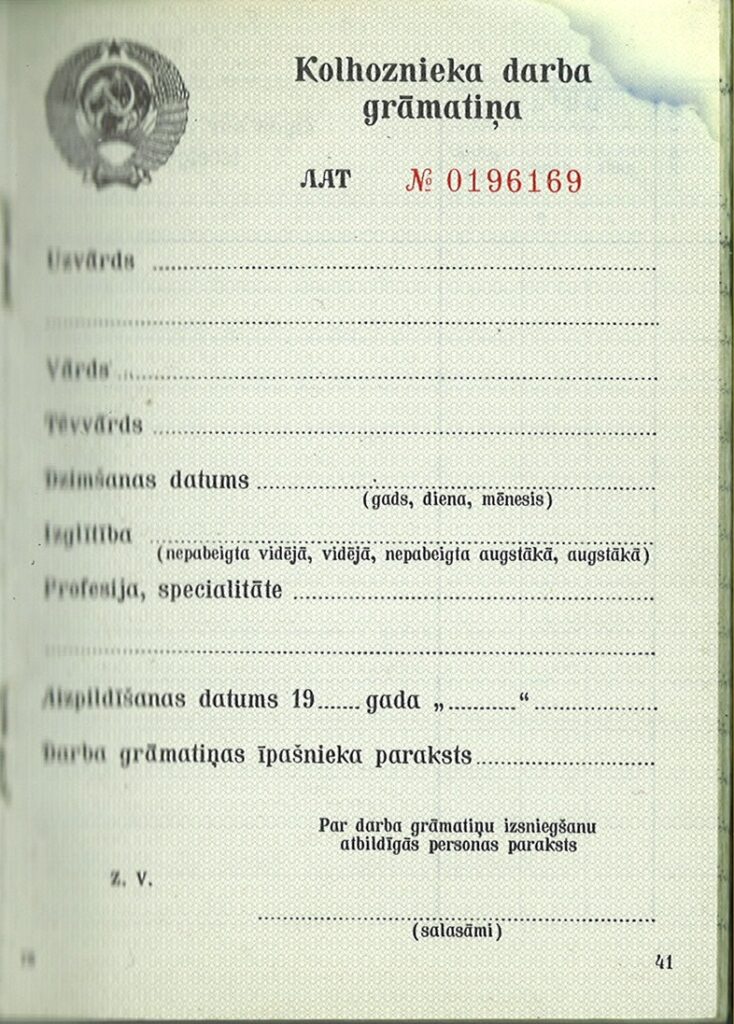 Kolhoznieka darba
grāmatiņa
ЛАТ № 0196169
Uzvārds
Vārds
Tēvvārds
Dzimšanas datums
(gads, diena, mēnesis)
Izglītība
(nepabeigta vidējā, vidējā, nepabeigta augstākā, augstākā)
Profesija, specialitāte
Aizpildīšanas datums 19...... gada „..........“
Darba grāmatiņas īpašnieka paraksts
Par darba grāmatiņu izsniegšanu
atbildīgās personas paraksts
Z. V.
(salasāmi)
41